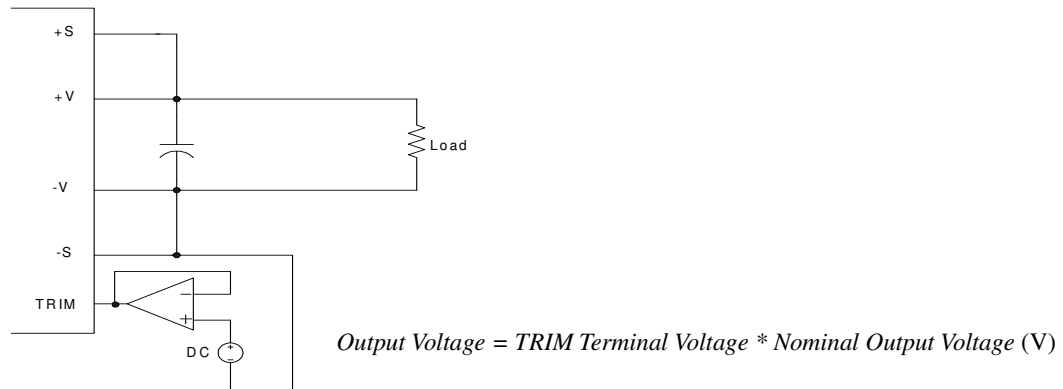 +S
+V
Load
-V
-S
TRIM
−
+
DC
+
−
Output Voltage = TRIM Terminal Voltage * Nominal Output Voltage (V)